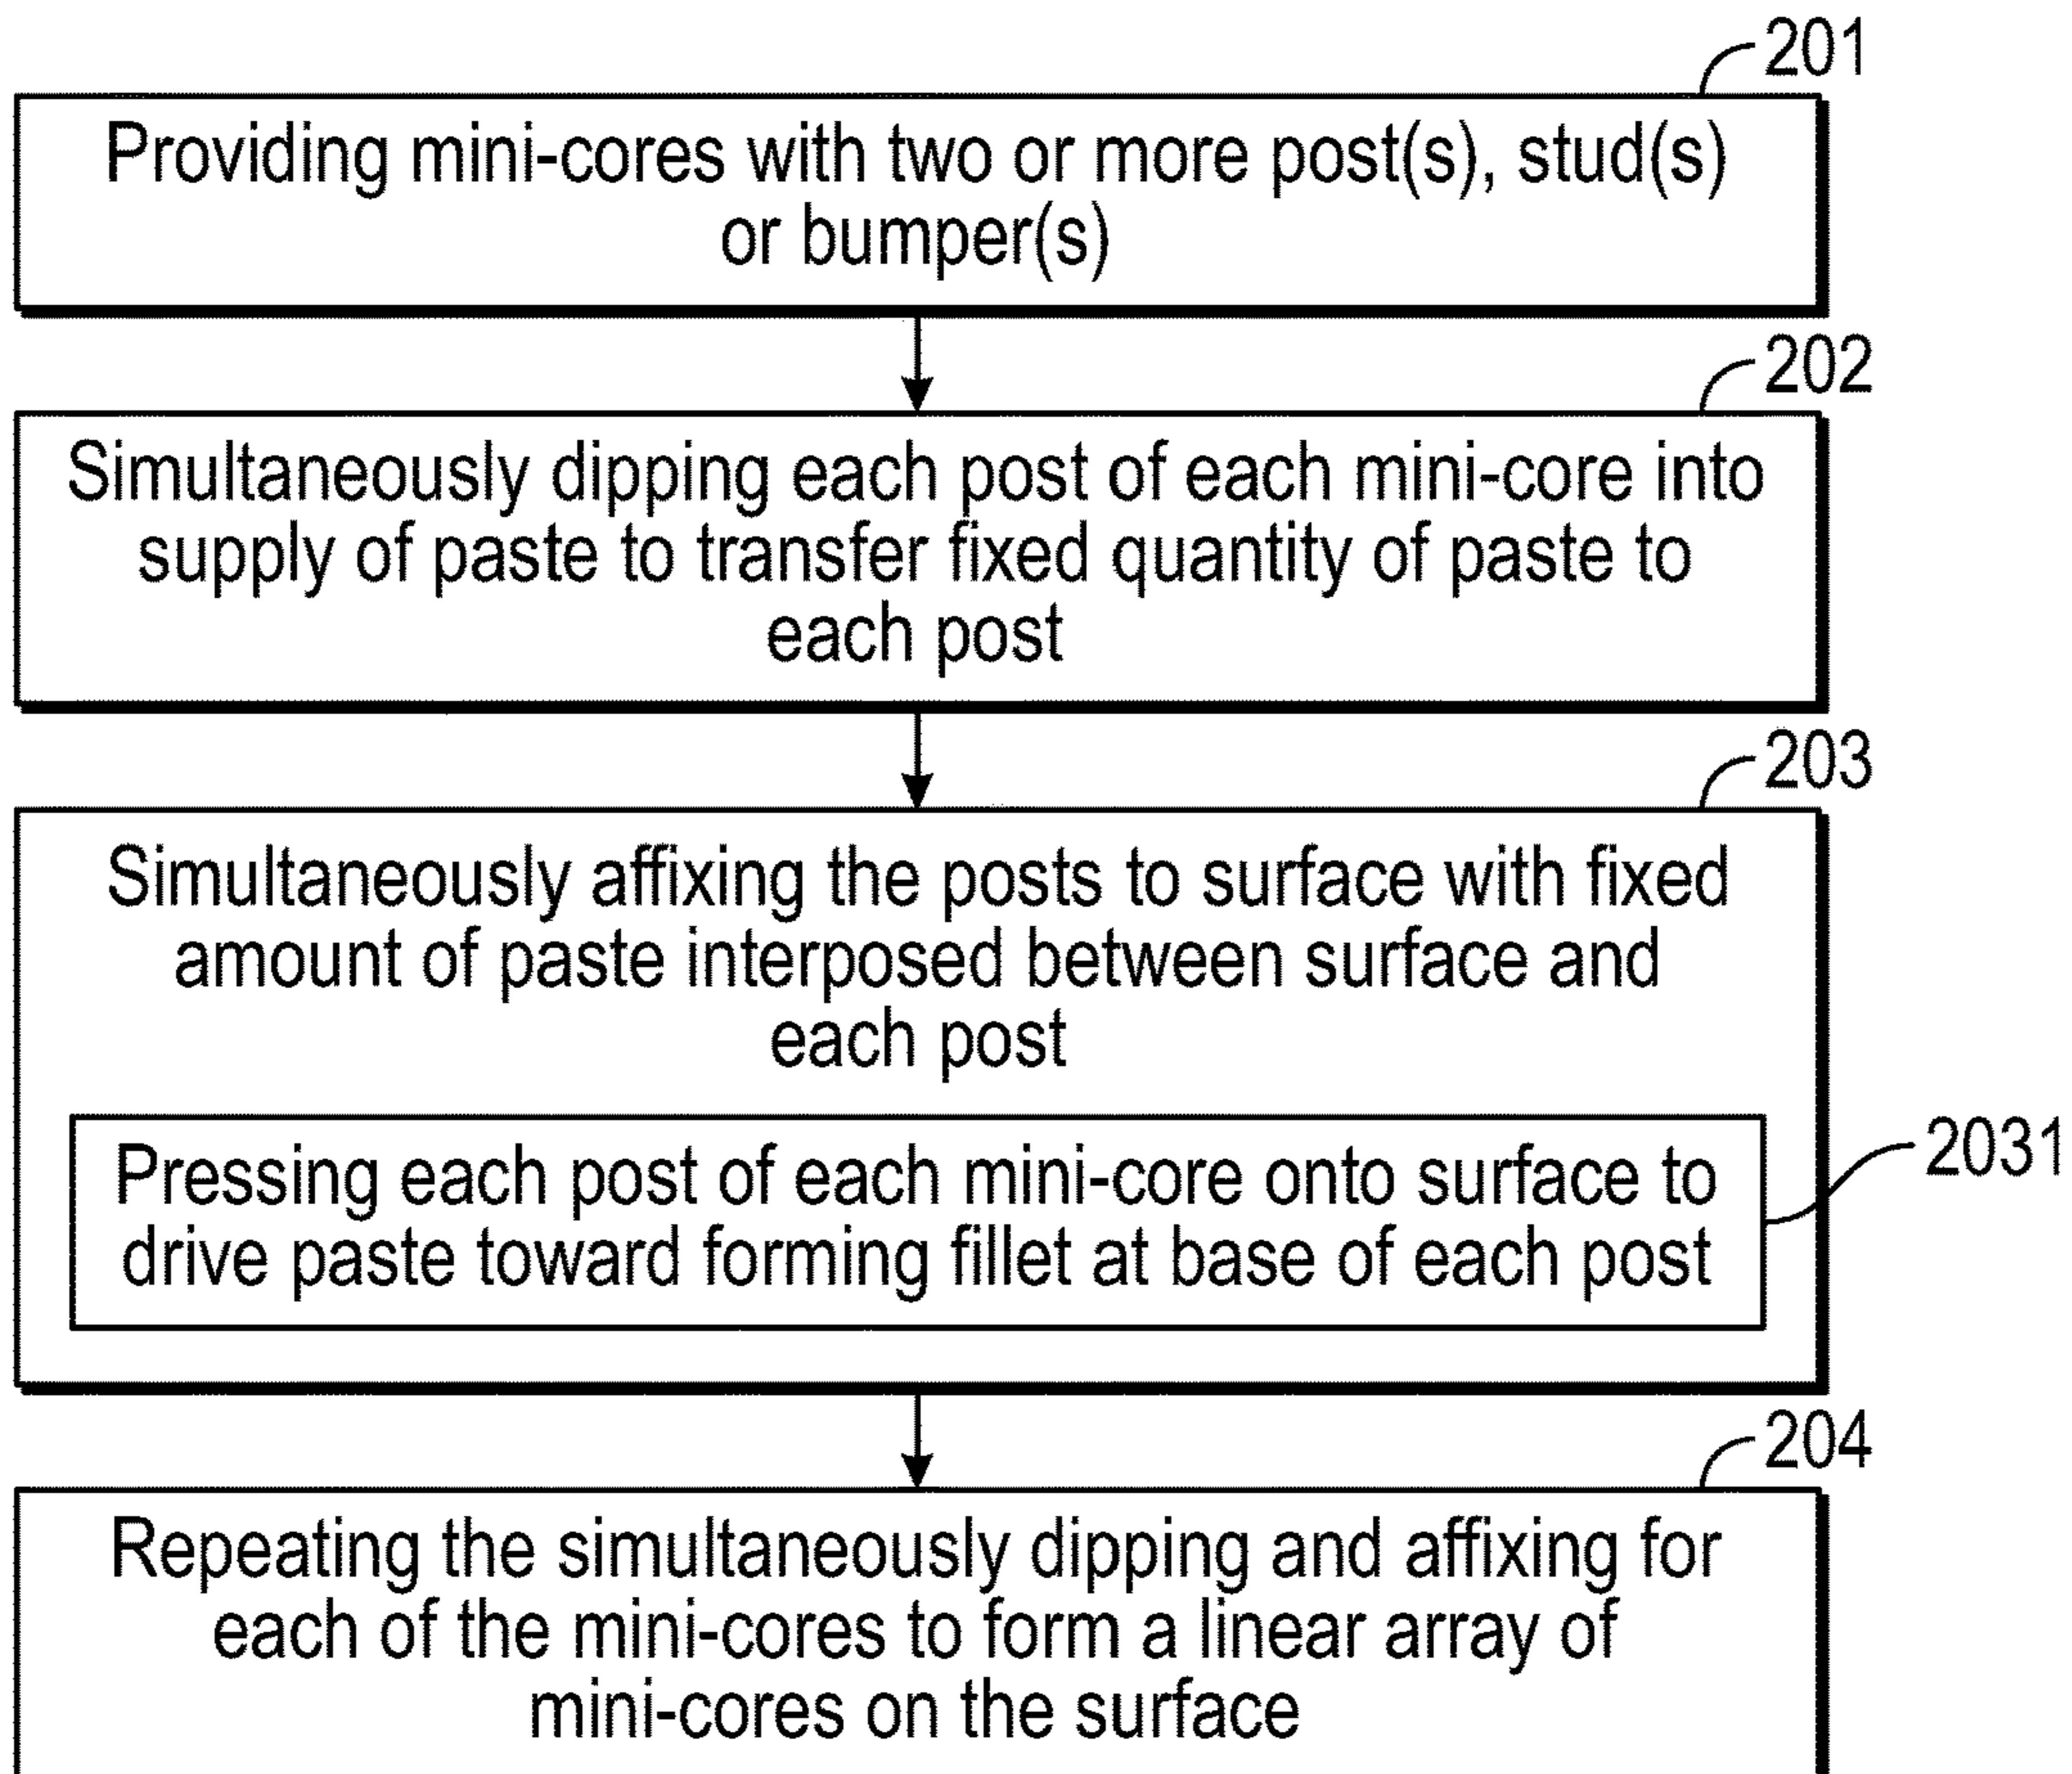 201
Providing mini-cores with two or more post(s), stud(s)
or bumper(s)
202
Simultaneously dipping each post of each mini-core into
supply of paste to transfer fixed quantity of paste to
each post
203
Simultaneously affixing the posts to surface with fixed
amount of paste interposed between surface and
each post
2031
Pressing each post of each mini-core onto surface to
drive paste toward forming fillet at base of each post
204
Repeating the simultaneously dipping and affixing for
each of the mini-cores to form a linear array of
mini-cores on the surface